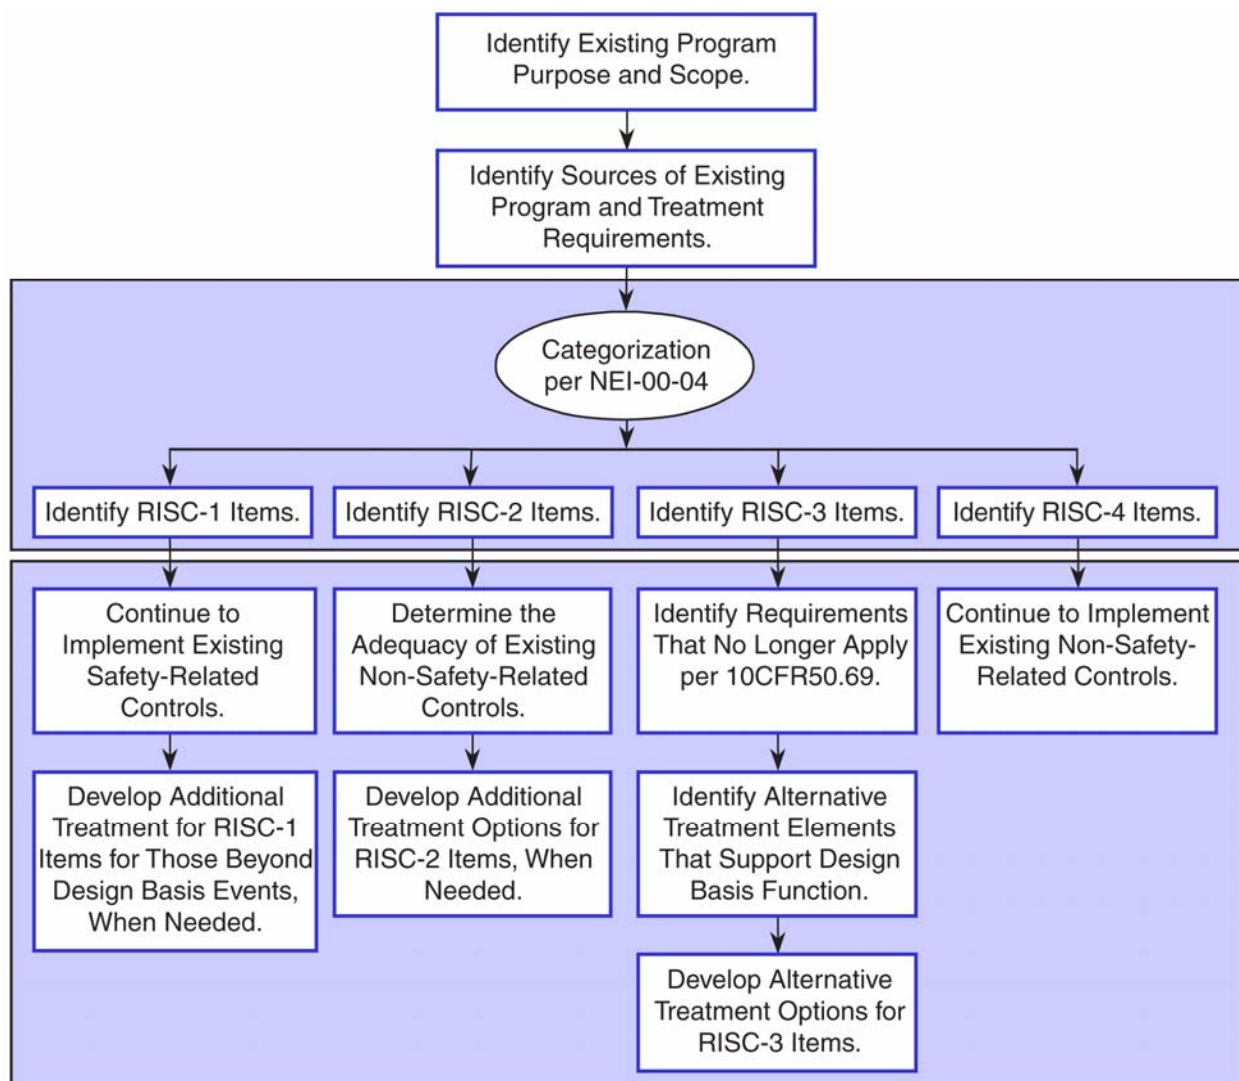 Identify Existing Program
Purpose and Scope.
Identify Sources of Existing
Program and Treatment
Requirements.
Categorization
per NEI-00-04
Identify RISC-1 Items.
Identify RISC-2 Items.
Identify RISC-3 Items.
Identify RISC-4 Items.
Continue to
Implement Existing
Safety-Related
Controls.
Determine the
Adequacy of Existing
Non-Safety-Related
Controls.
Identify Requirements
That No Longer Apply
per 10CFR50.69.
Continue to Implement
Existing Non-Safety-
Related Controls.
Develop Additional
Treatment for RISC-1
Items for Those Beyond
Design Basis Events,
When Needed.
Develop Additional
Treatment Options for
RISC-2 Items, When
Needed.
Identify Alternative
Treatment Elements
That Support Design
Basis Function.
Develop Alternative
Treatment Options for
RISC-3 Items.